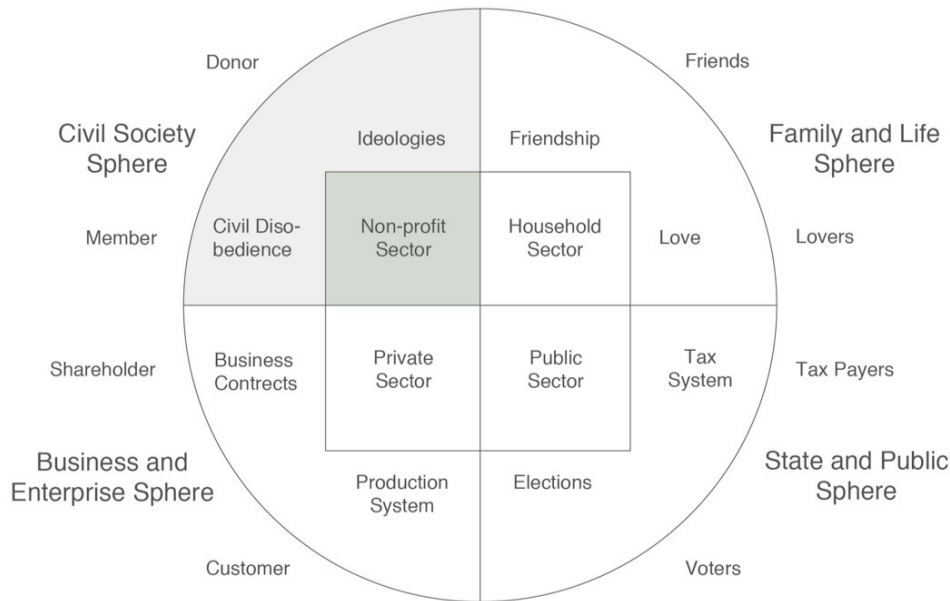 Donor
Friends
Civil Society
Sphere
Ideologies
Friendship
Family and Life
Sphere
Member
Civil Diso-
bedience
Non-profit
Sector
Household
Sector
Love
Lovers
Shareholder
Business
Contrects
Private
Sector
Public
Sector
Tax
System
Tax Payers
Business and
Enterprise Sphere
Production
System
Elections
State and Public
Sphere
Customer
Voters